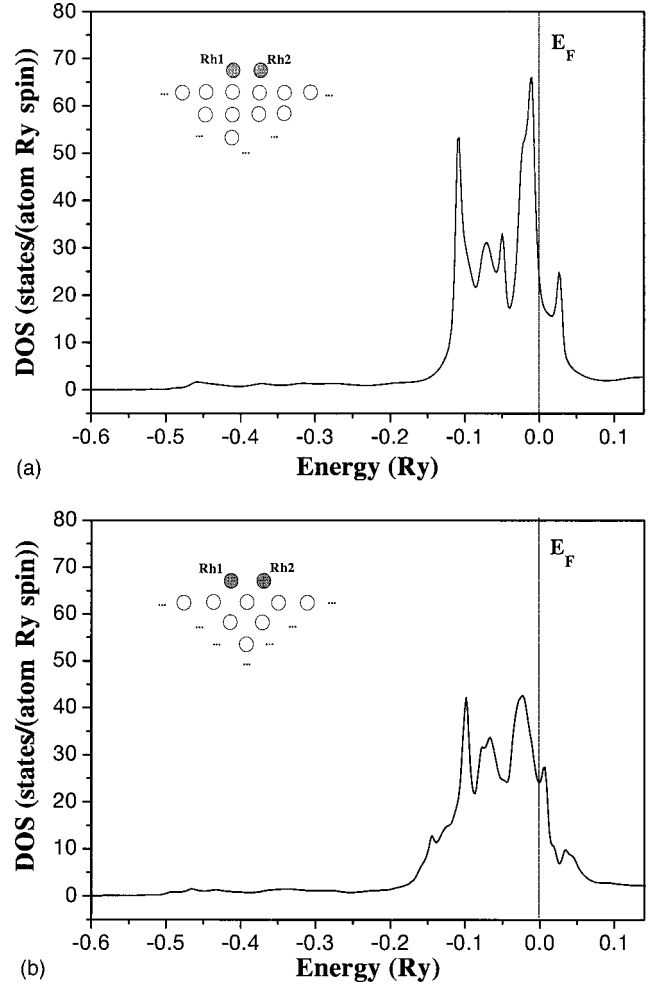 80
70
60
50
40
30
20
10
0
DOS (states/(atom Ry spin))
Rh1 Rh2
... ...
... ...
...
E_F
-0.6 -0.5 -0.4 -0.3 -0.2 -0.1 0.0 0.1
(a) Energy (Ry)
80
70
60
50
40
30
20
10
0
DOS (states/(atom Ry spin))
Rh1 Rh2
... ...
... ...
... ...
...
E_F
-0.6 -0.5 -0.4 -0.3 -0.2 -0.1 0.0 0.1
(b) Energy (Ry)